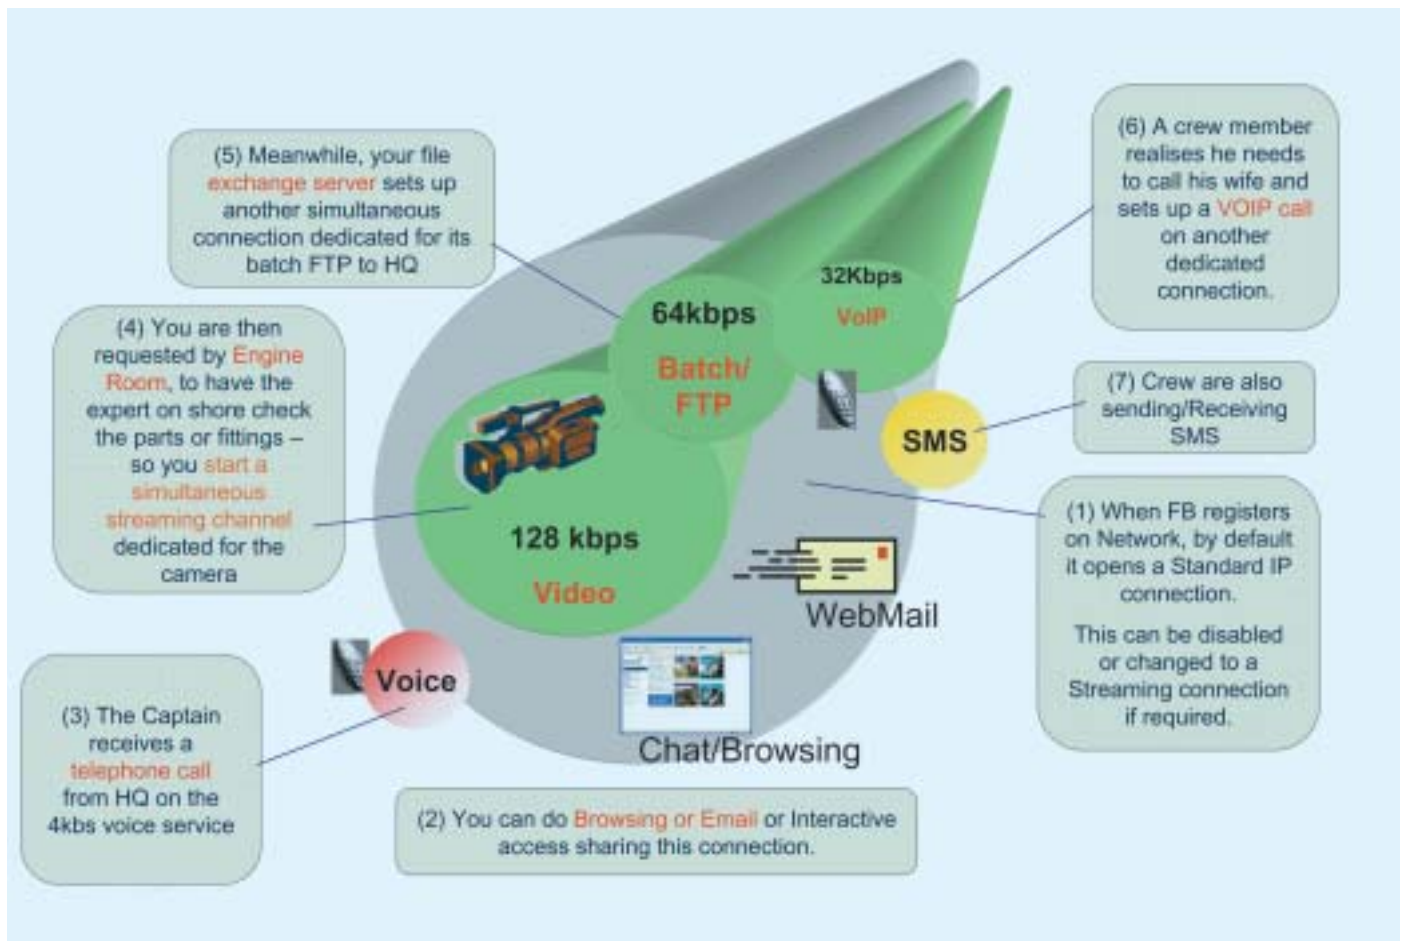 (5) Meanwhile, your file
exchange server sets up
another simultaneous
connection dedicated for its
batch FTP to HQ
(6) A crew member
realises he needs
to call his wife and
sets up a VOIP call
on another
dedicated
connection.
32Kbps
VoIP
64kbps
Batch/
FTP
(4) You are then
requested by Engine
Room, to have the
expert on shore check
the parts or fittings –
so you start a
simultaneous
streaming channel
dedicated for the
camera
(7) Crew are also
sending/Receiving
SMS
SMS
128 kbps
Video
(1) When FB registers
on Network, by default
it opens a Standard IP
connection.
This can be disabled
or changed to a
Streaming connection
if required.
WebMail
Voice
(3) The Captain
receives a
telephone call
from HQ on the
4kbs voice service
Chat/Browsing
(2) You can do Browsing or Email or Interactive
access sharing this connection.